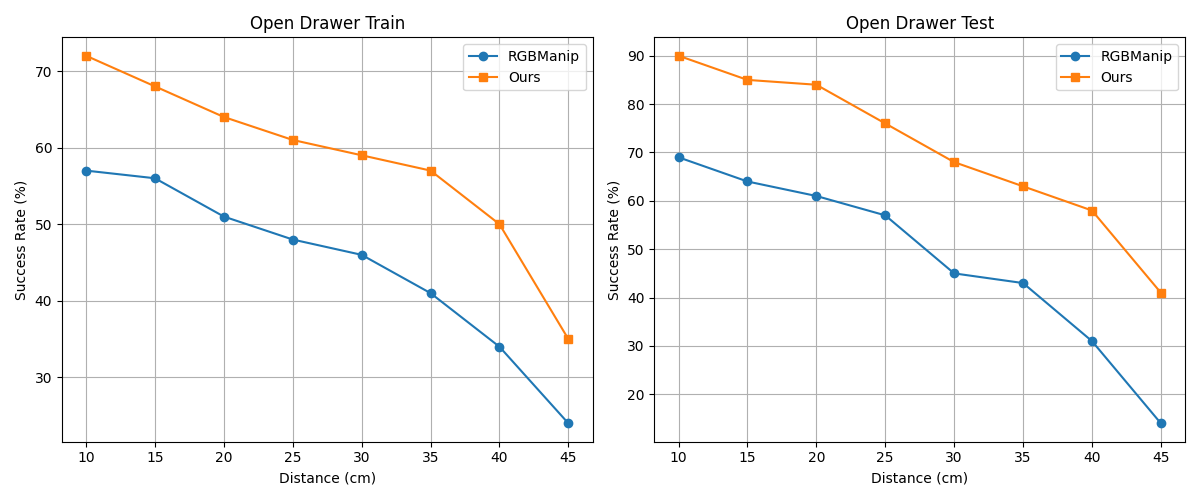 Open Drawer Train
Success Rate (%)
70
60
50
40
30
10 15 20 25 30 35 40 45
Distance (cm)
RGBManip
Ours
Open Drawer Test
Success Rate (%)
90
80
70
60
50
40
30
20
10 15 20 25 30 35 40 45
Distance (cm)
RGBManip
Ours